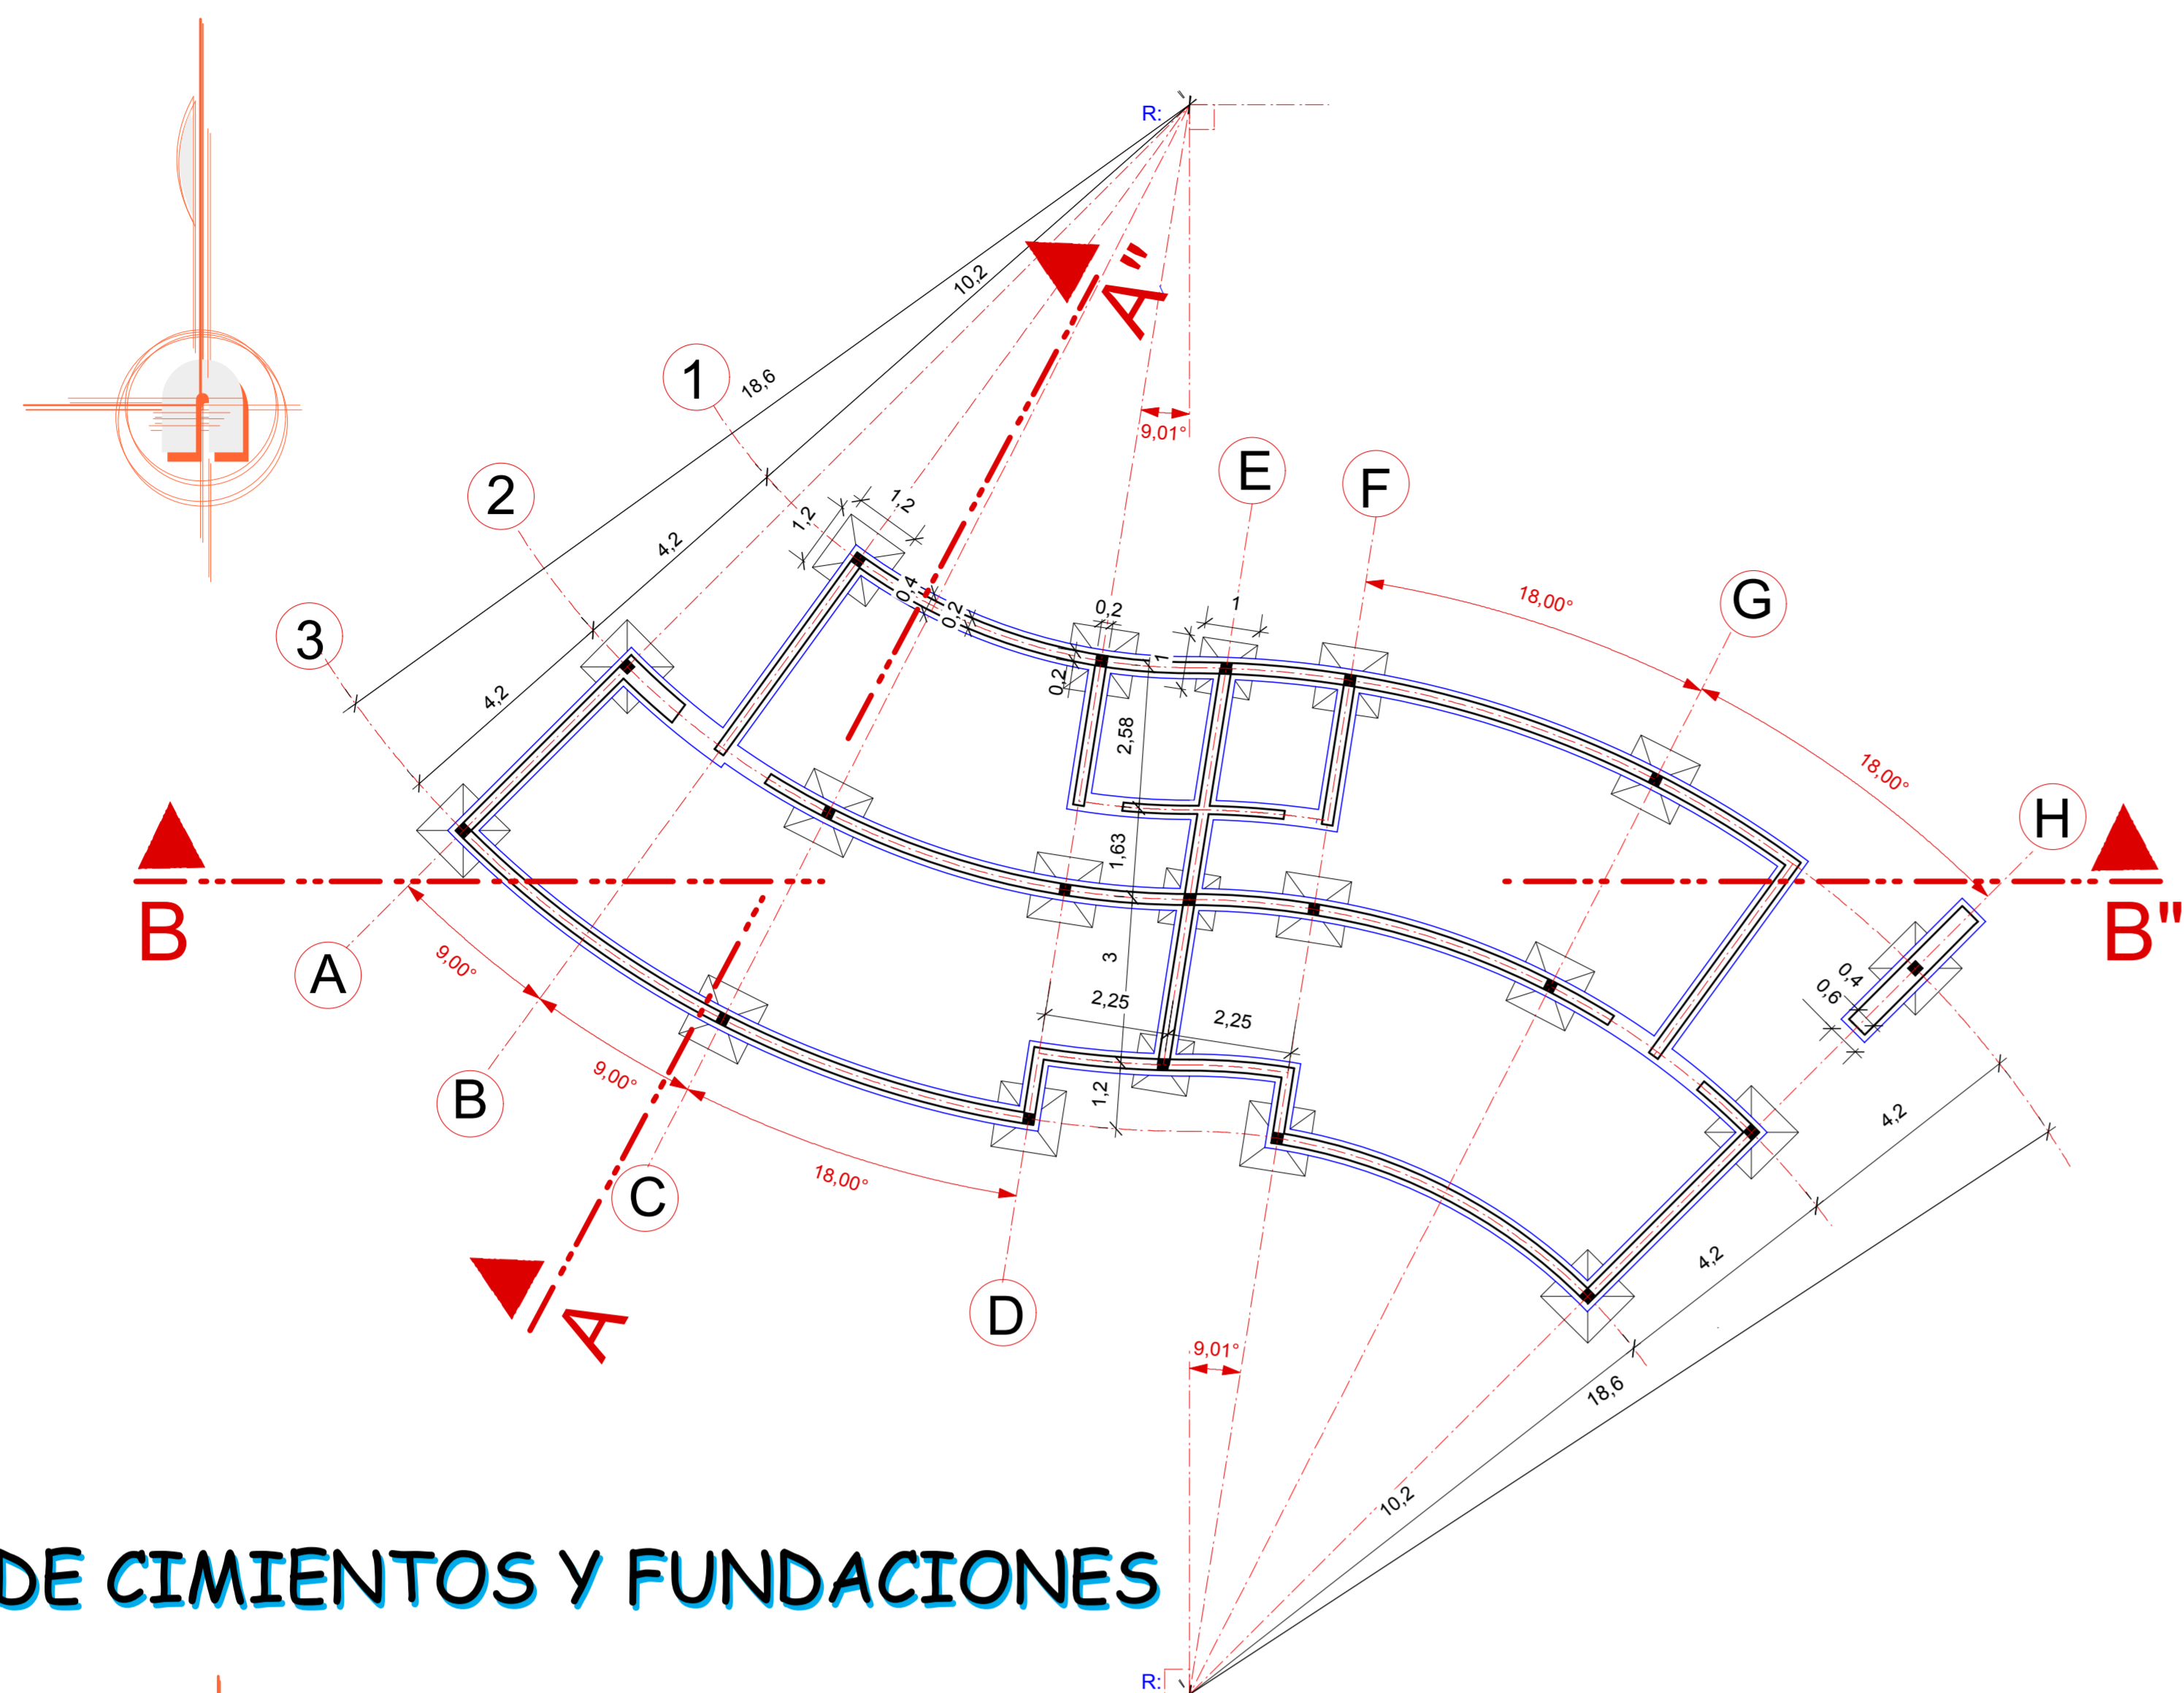 R:
10,2
A"
1
18,6
9,01°
E
F
2
1,2
1,2
4,2
18,00°
G
0,4
0,2
0,2
1
1
3
4,2
0,2
2,58
18,00°
H
1,63
B
B"
A
9,00°
3
2,25
2,25
0,4
0,6
B
9,00°
1,2
4,2
18,00°
C
4,2
D
A
9,01°
18,6
10,2
DE CIMIENTOS Y FUNDACIONES
R: